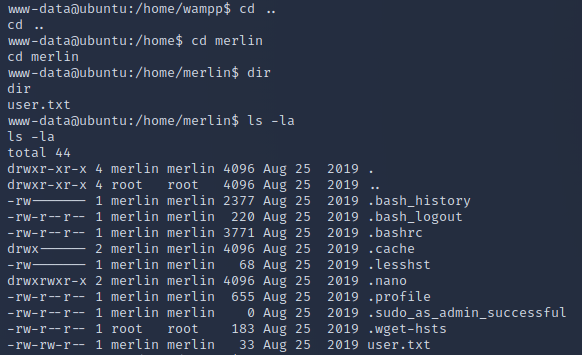 www-data@ubuntu:/home/wampp$ cd ..
cd ..
www-data@ubuntu:/home$ cd merlin
cd merlin
www-data@ubuntu:/home/merlin$ dir
dir
user.txt
www-data@ubuntu:/home/merlin$ ls -la
ls -la
total 44
drwxr-xr-x 4 merlin merlin 4096 Aug 25  2019 .
drwxr-xr-x 4 root   root   4096 Aug 25  2019 ..
-rw------- 1 merlin merlin 2377 Aug 25  2019 .bash_history
-rw-r--r-- 1 merlin merlin  220 Aug 25  2019 .bash_logout
-rw-r--r-- 1 merlin merlin 3771 Aug 25  2019 .bashrc
drwx------ 2 merlin merlin 4096 Aug 25  2019 .cache
-rw------- 1 merlin merlin   68 Aug 25  2019 .lesshst
drwxrwxr-x 2 merlin merlin 4096 Aug 25  2019 .nano
-rw-r--r-- 1 merlin merlin  655 Aug 25  2019 .profile
-rw-r--r-- 1 merlin merlin    0 Aug 25  2019 .sudo_as_admin_successful
-rw-r--r-- 1 root   root    183 Aug 25  2019 .wget-hsts
-rw-rw-r-- 1 merlin merlin   33 Aug 25  2019 user.txt